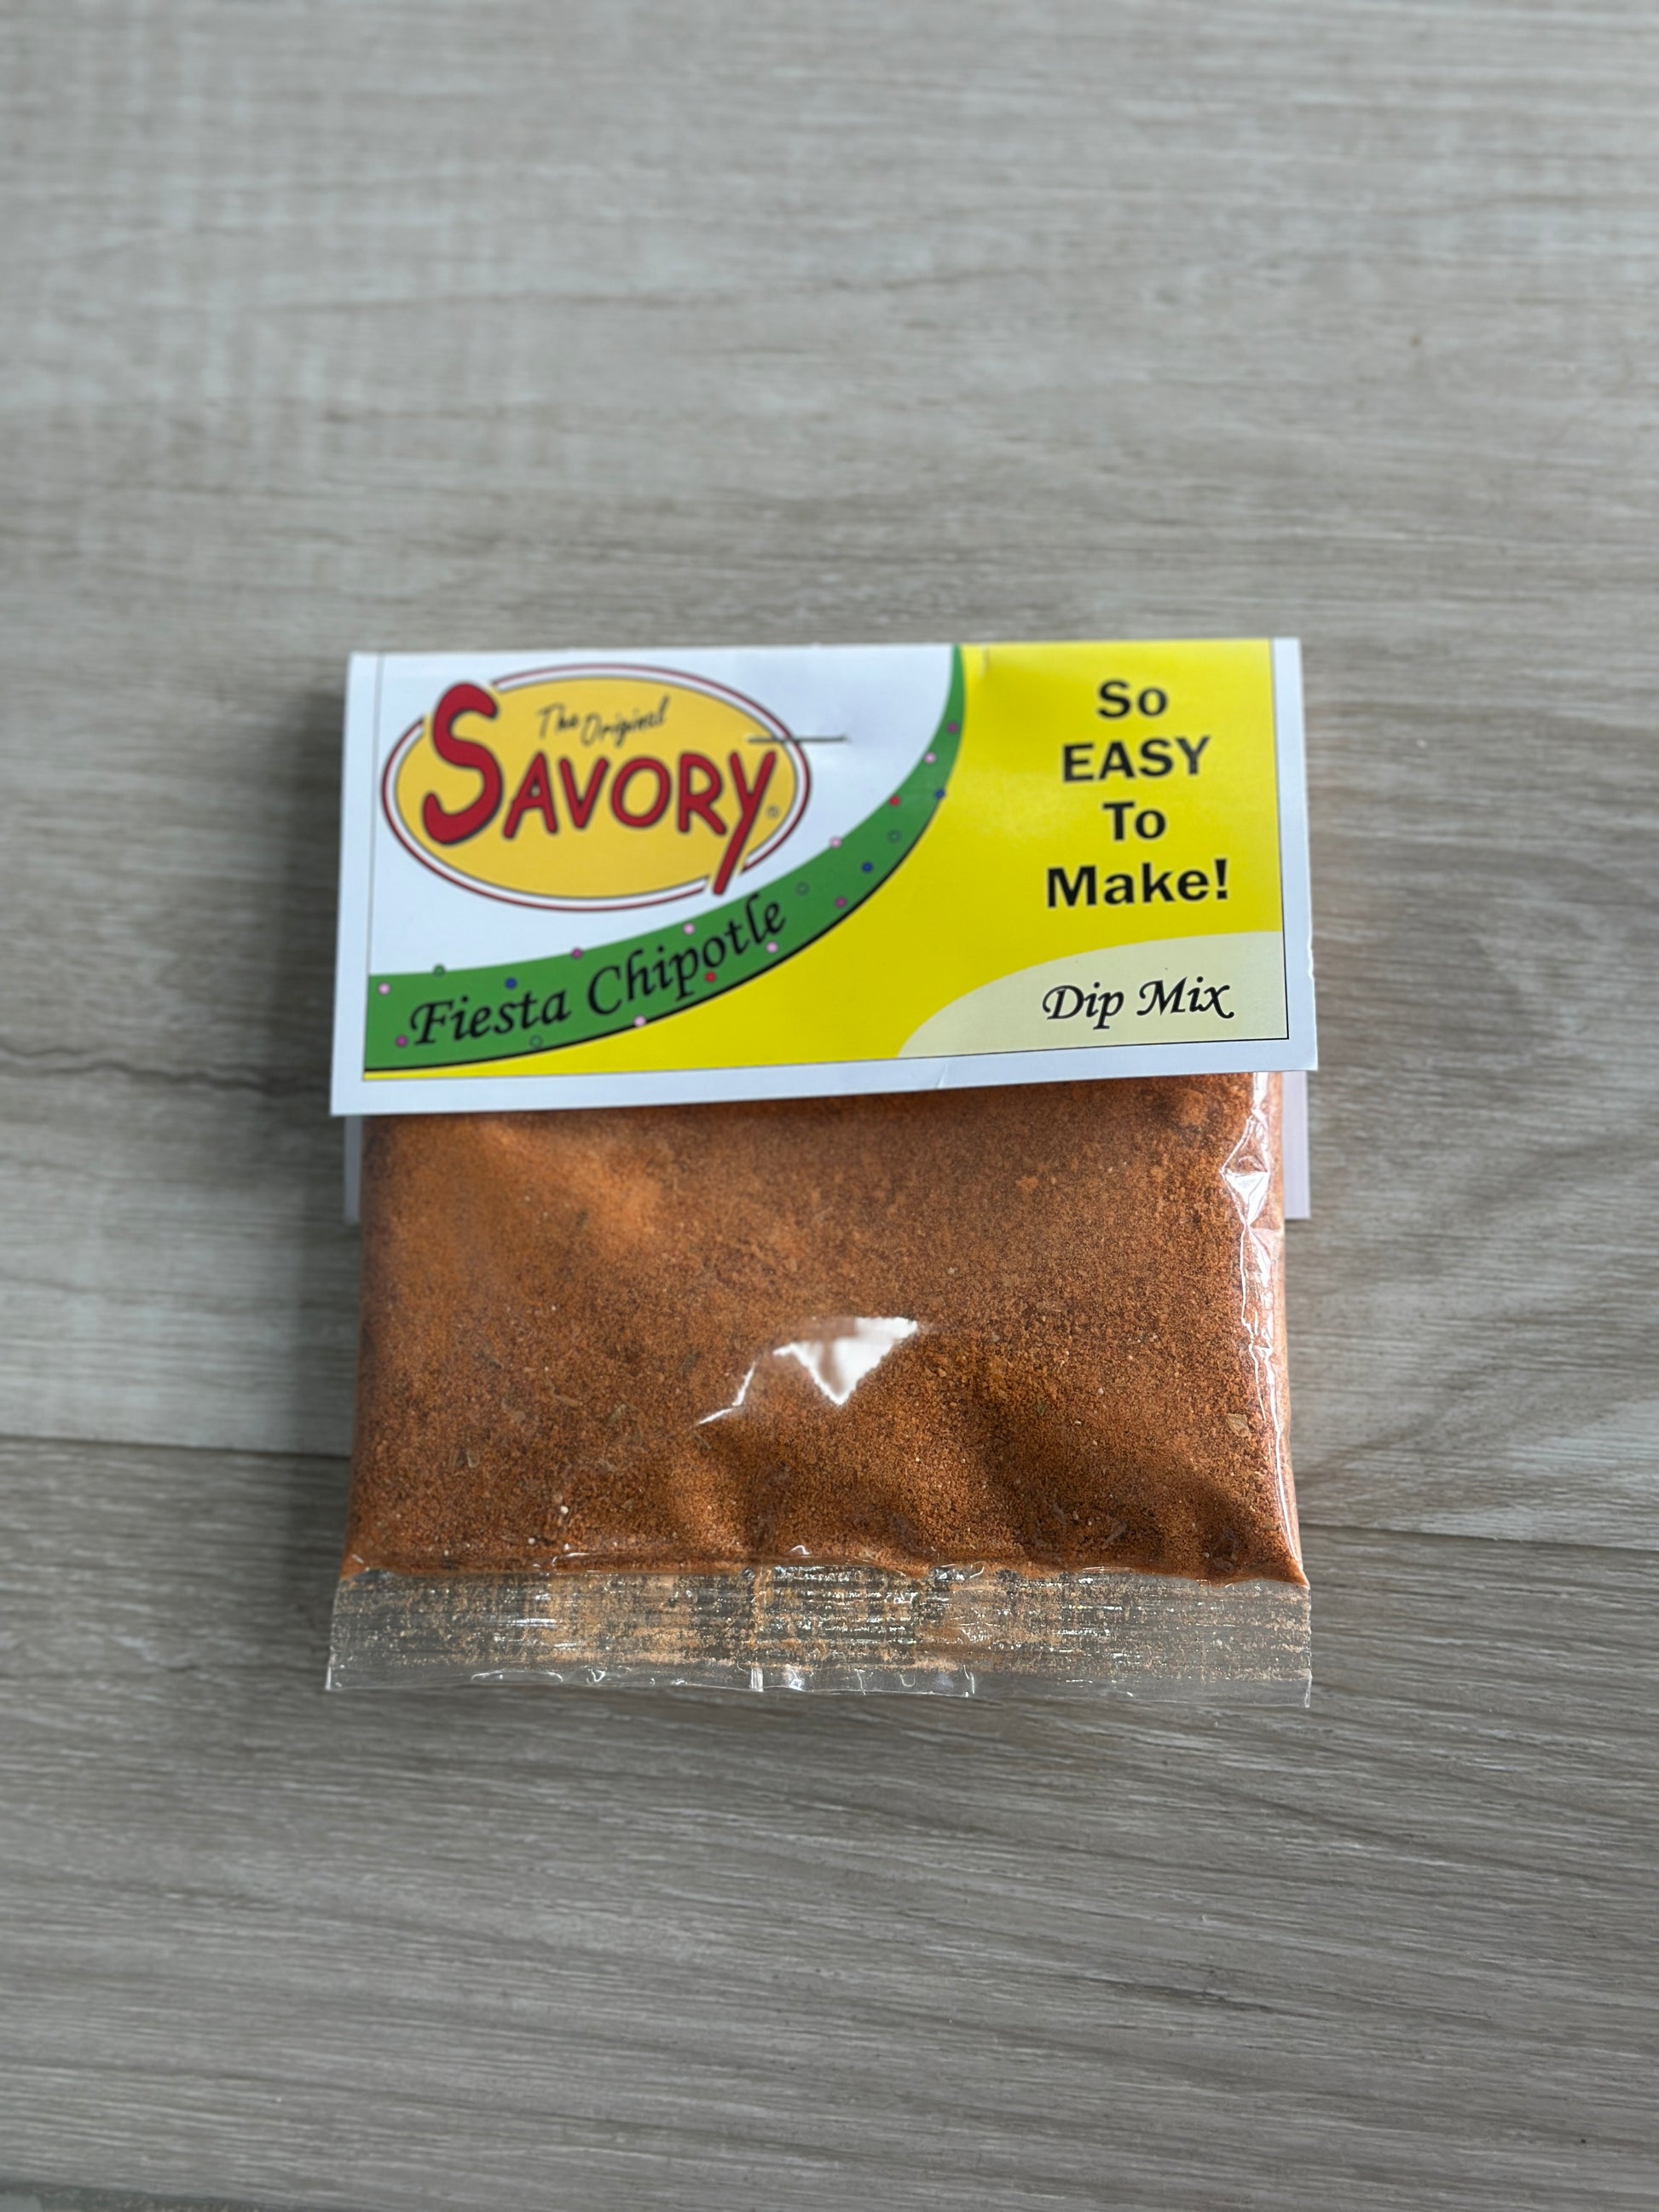 The Original
SAVORY®
Fiesta Chipotle
So
EASY
To
Make!
Dip Mix